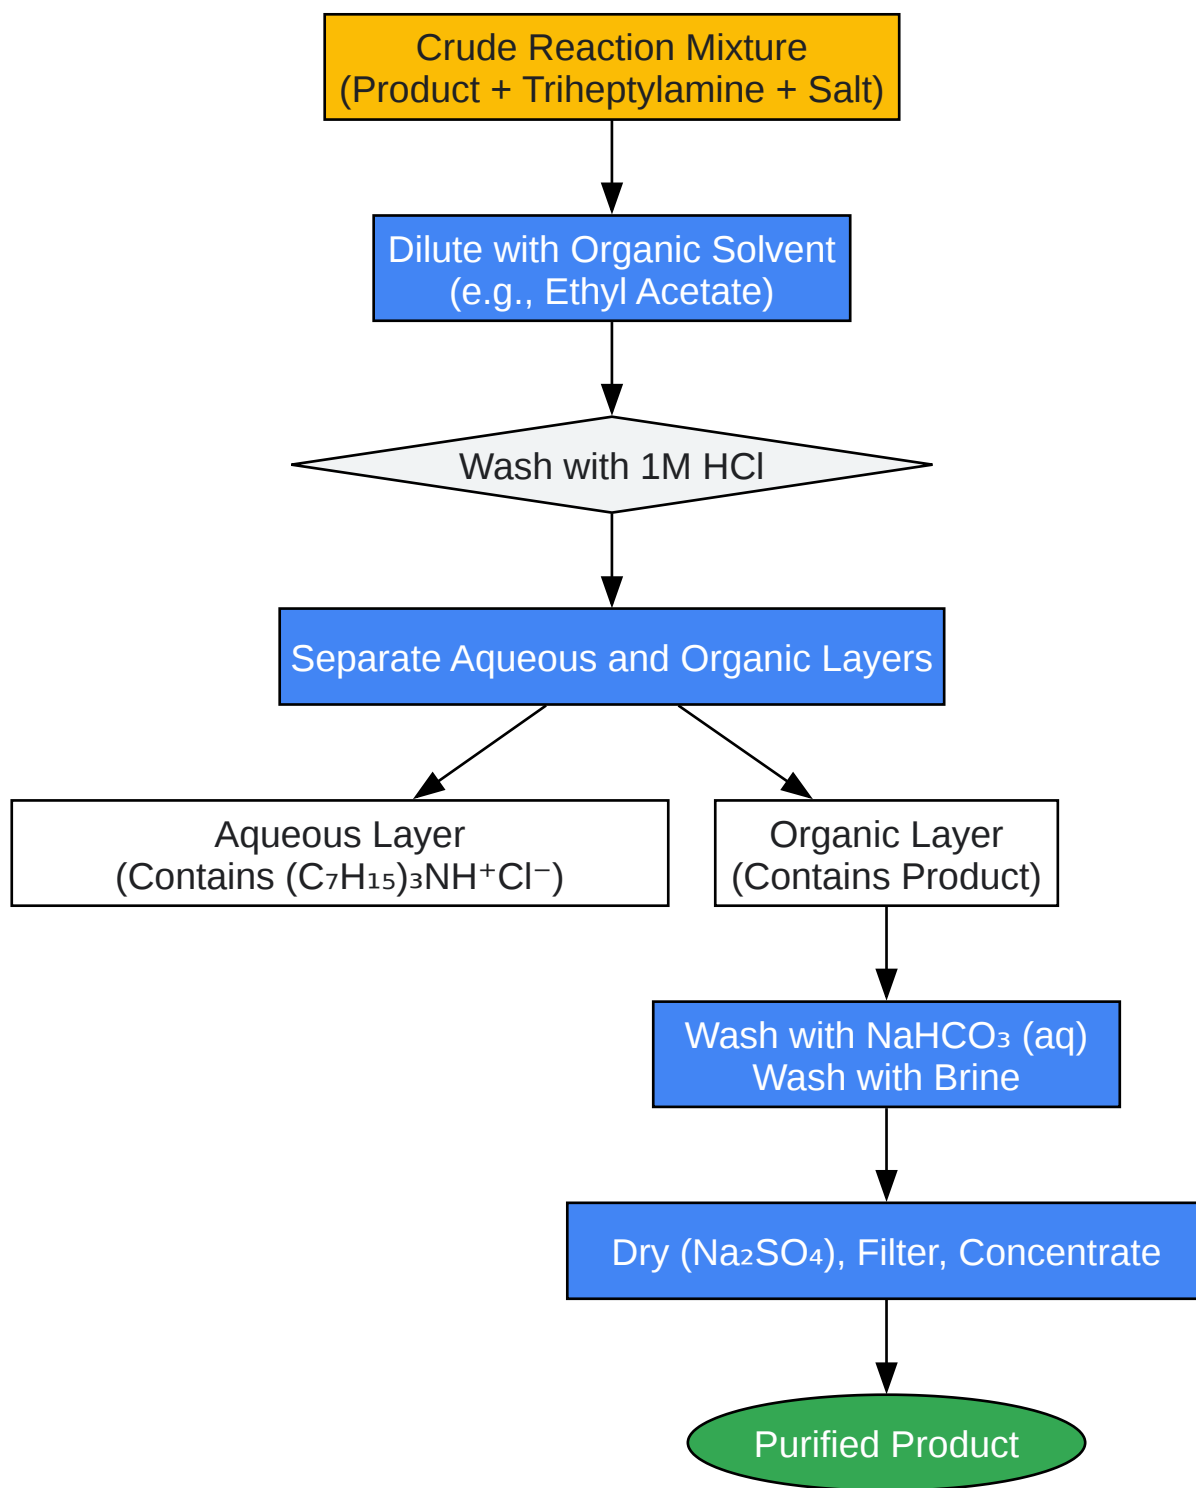 Crude Reaction Mixture
(Product + Triheptylamine + Salt)
Dilute with Organic Solvent
(e.g., Ethyl Acetate)
Wash with 1M HCl
Separate Aqueous and Organic Layers
Aqueous Layer
(Contains (C₇H₁₅)₃NH⁺Cl⁻)
Organic Layer
(Contains Product)
Wash with NaHCO₃ (aq)
Wash with Brine
Dry (Na₂SO₄), Filter, Concentrate
Purified Product